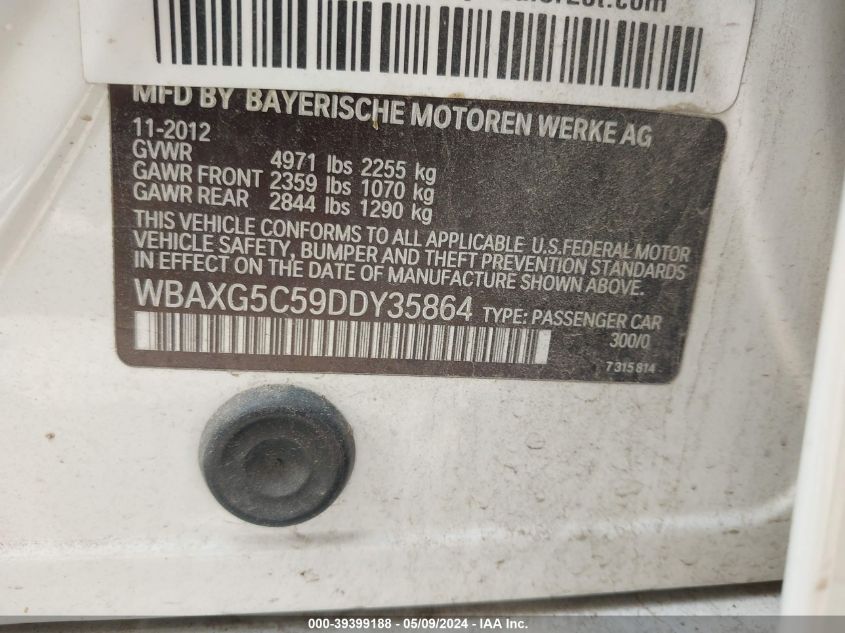 MFD BY BAYERISCHE MOTOREN WERKE AG
11-2012
GVWR 4971 lbs 2255 kg
GAWR FRONT 2359 lbs 1070 kg
GAWR REAR 2844 lbs 1290 kg
THIS VEHICLE CONFORMS TO ALL APPLICABLE U.S.FEDERAL MOTOR
VEHICLE SAFETY, BUMPER AND THEFT PREVENTION STANDARDS
IN EFFECT ON THE DATE OF MANUFACTURE SHOWN ABOVE.
WBAXG5C59DDY35864 TYPE: PASSENGER CAR
300/0
7315814
000-39399188 - 05/09/2024 - IAA Inc.